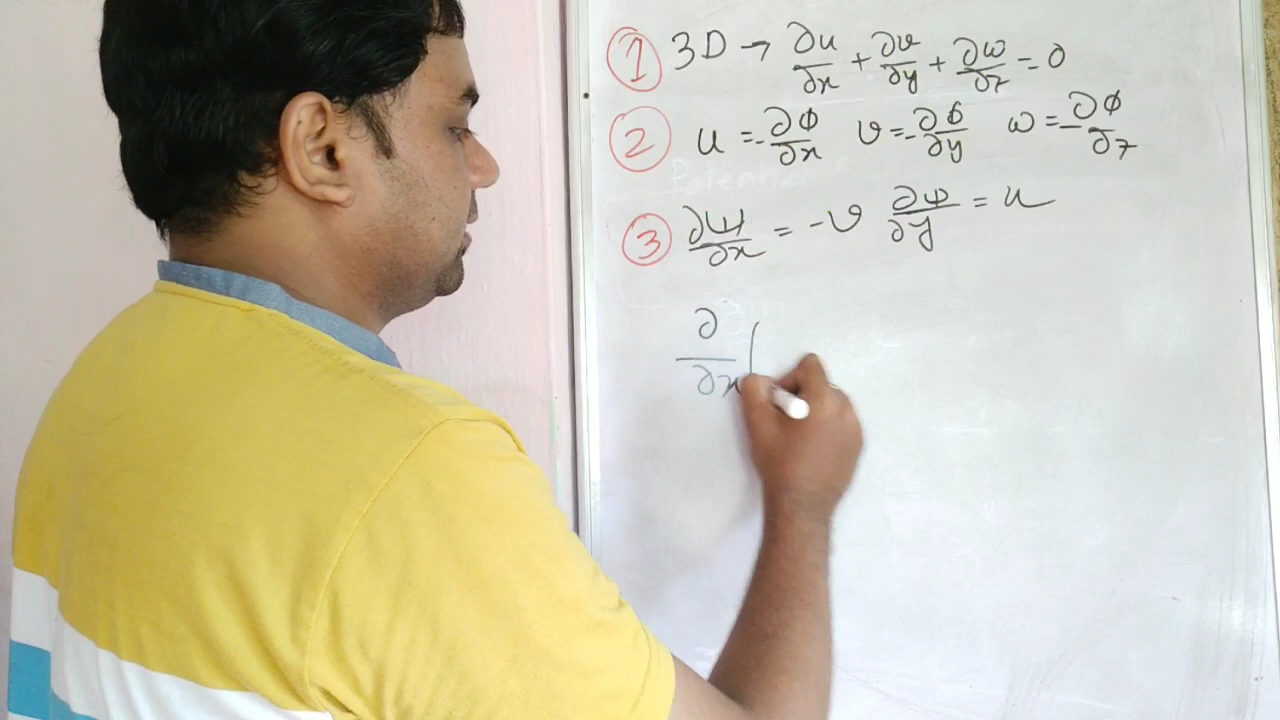 ① 3D → ∂u/∂x + ∂v/∂y + ∂w/∂z = 0
② u = -∂ϕ/∂x v = -∂ϕ/∂y w = -∂ϕ/∂z
Potential
③ ∂ψ/∂x = -v ∂ψ/∂y = u
∂/∂x (